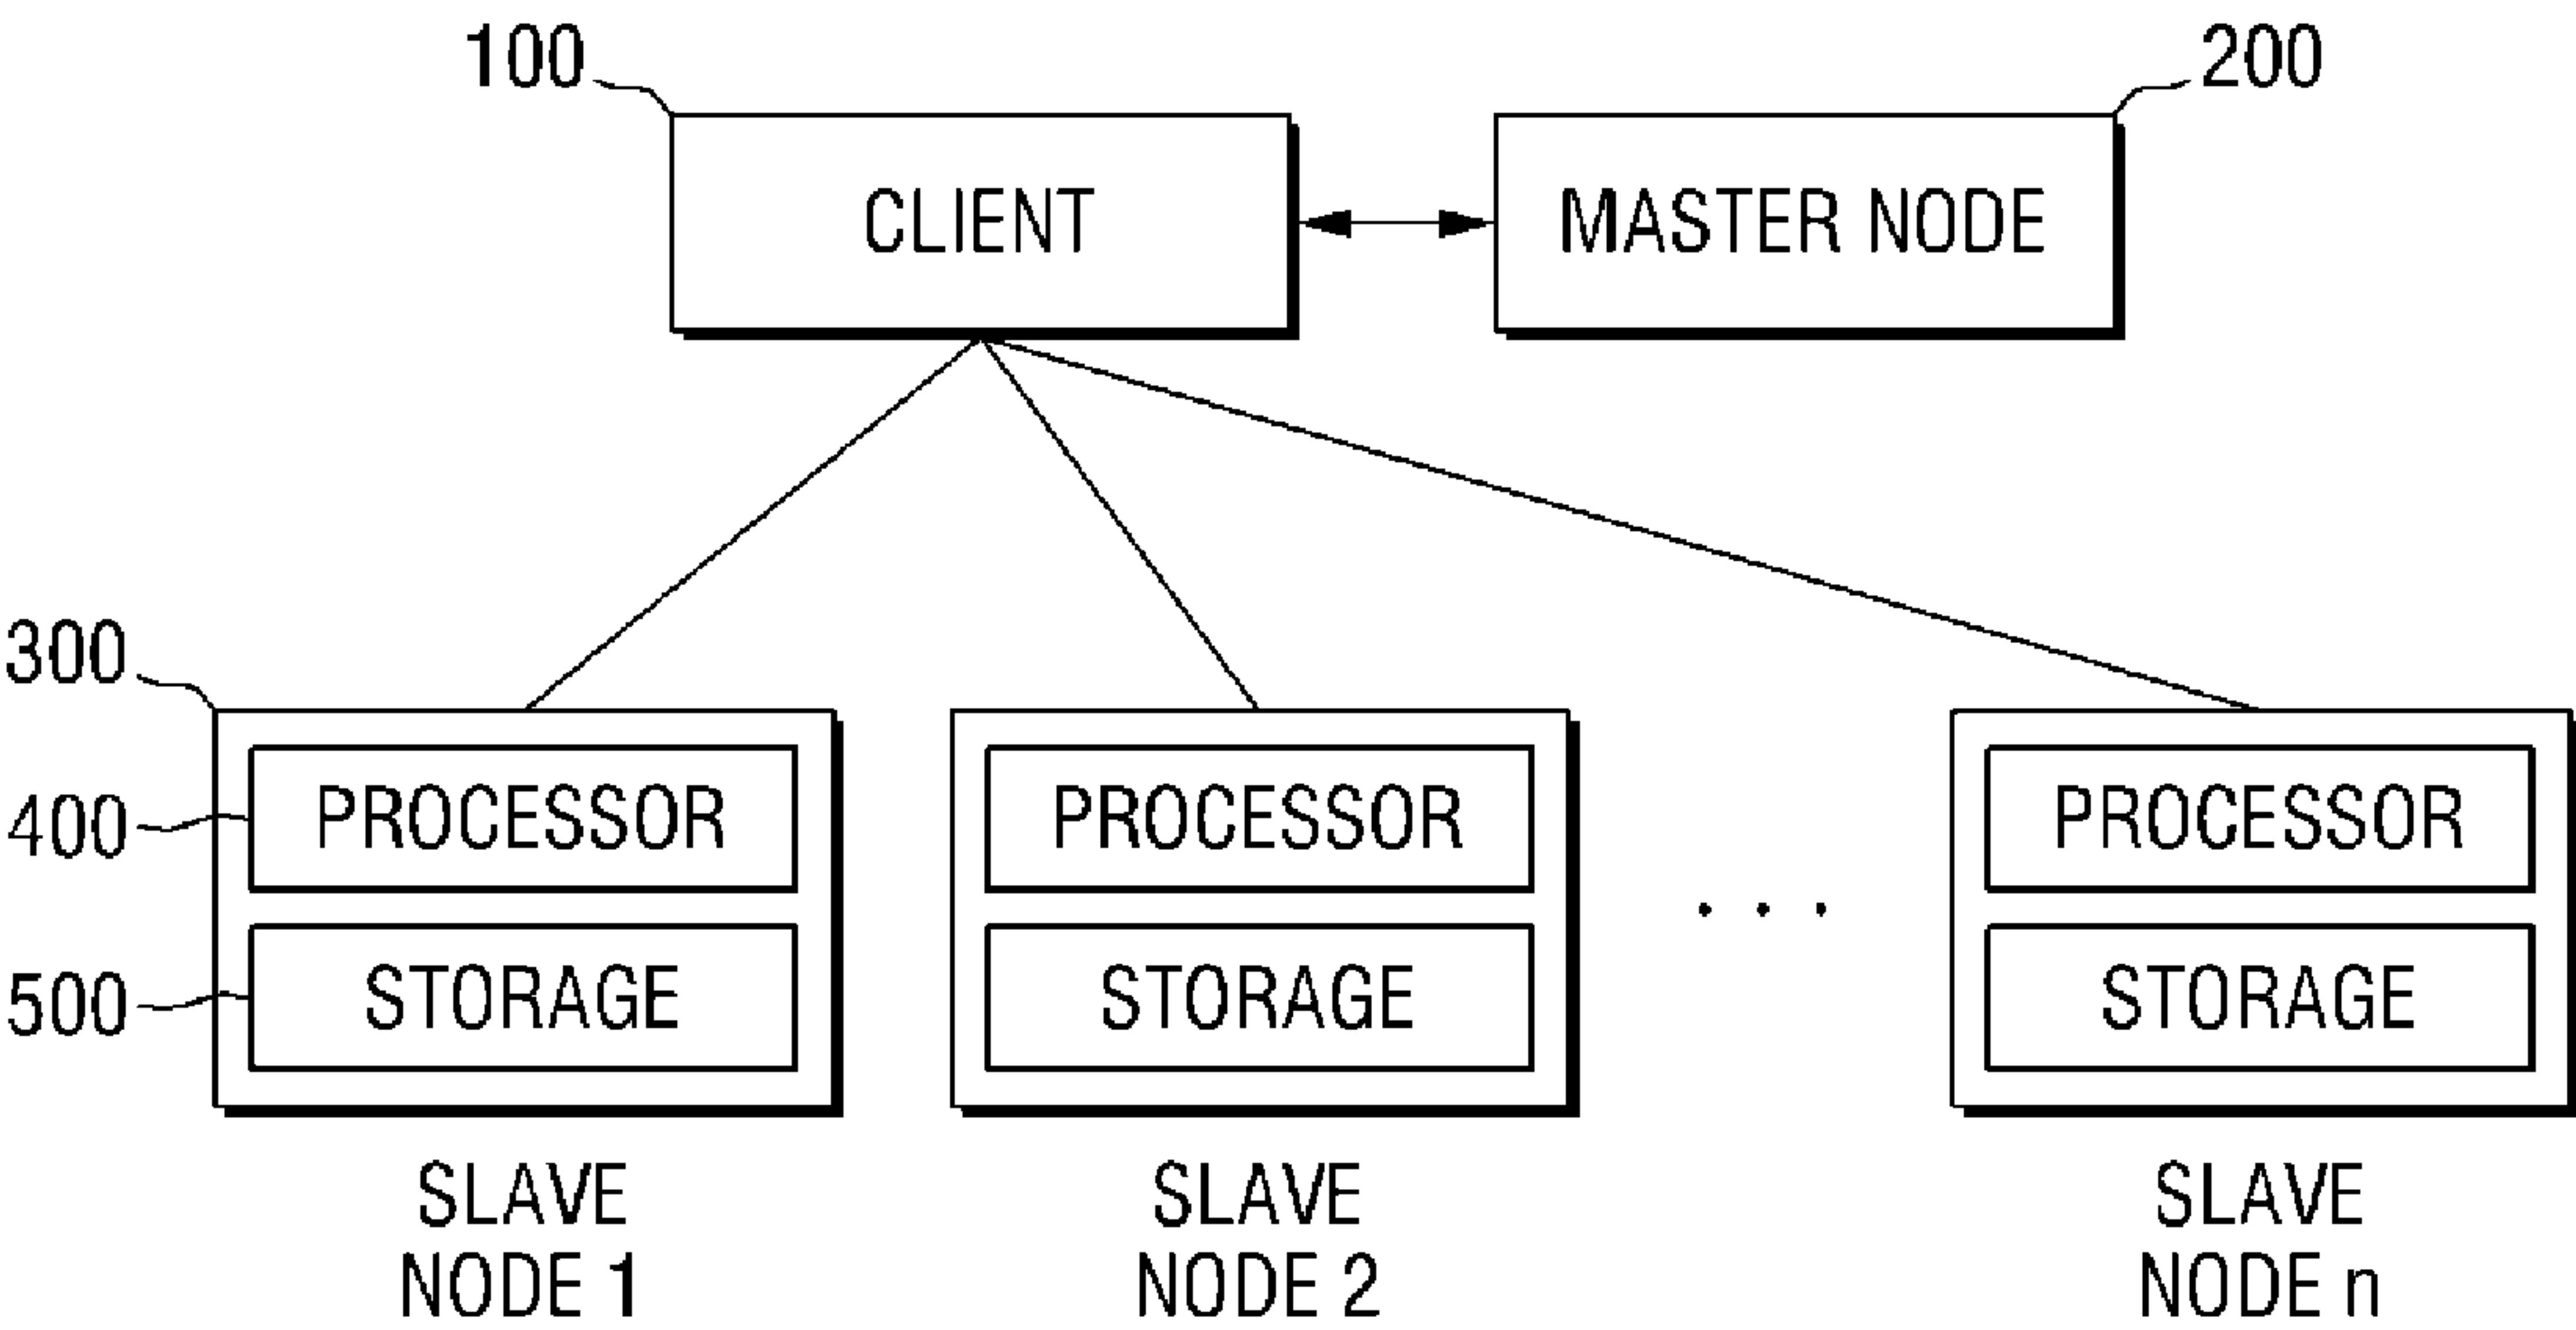 100
200
CLIENT
MASTER NODE
300
400
PROCESSOR
PROCESSOR
PROCESSOR
. . .
500
STORAGE
STORAGE
STORAGE
SLAVE
NODE 1
SLAVE
NODE 2
SLAVE
NODE n